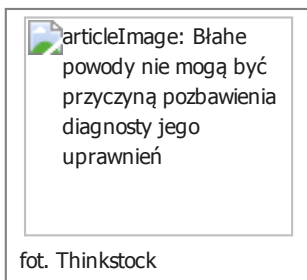 articleImage: Błahe
powody nie mogą być
przyczyną pozbawienia
diagnosty jego
uprawnień
fot. Thinkstock